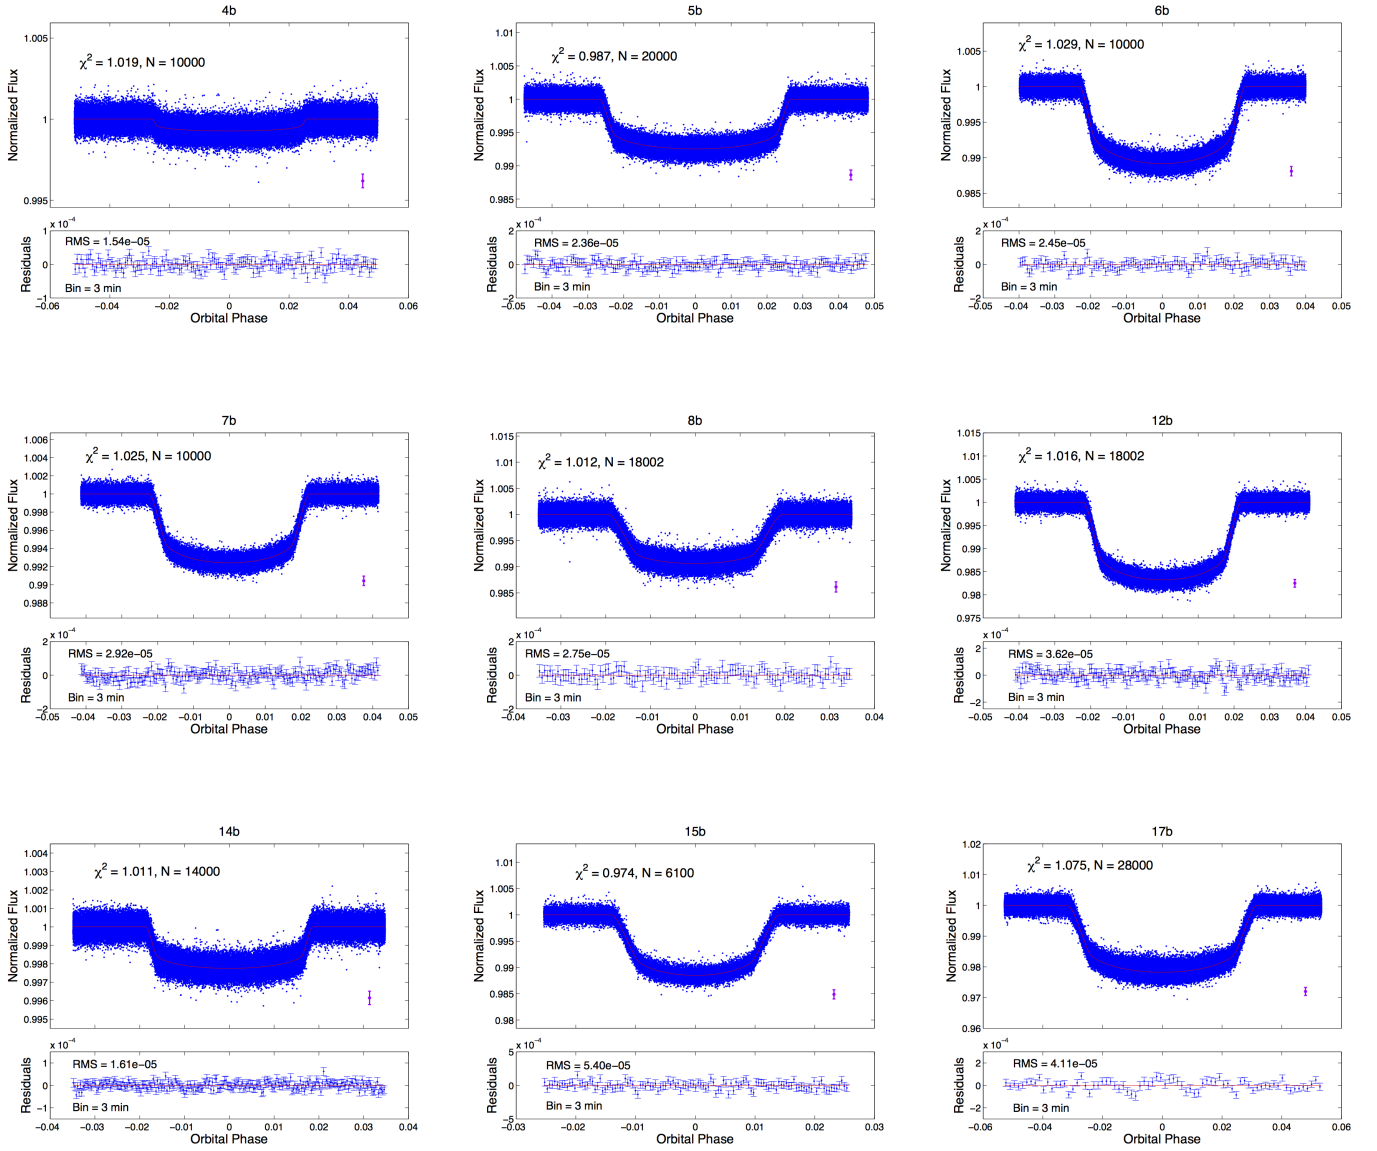 4b
χ2 = 1.019, N = 10000
Normalized Flux
1.005
1
0.995
x 10−4
RMS = 1.54e−05
Bin = 3 min
Residuals
1
0
−1
−0.06 −0.04 −0.02 0 0.02 0.04 0.06
Orbital Phase
5b
χ2 = 0.987, N = 20000
Normalized Flux
1.01
1.005
1
0.995
0.99
0.985
x 10−4
RMS = 2.36e−05
Bin = 3 min
Residuals
2
0
−2
−0.05 −0.04 −0.03 −0.02 −0.01 0 0.01 0.02 0.03 0.04 0.05
Orbital Phase
6b
χ2 = 1.029, N = 10000
Normalized Flux
1.005
1
0.995
0.99
0.985
x 10−4
RMS = 2.45e−05
Bin = 3 min
Residuals
2
0
−2
−0.05 −0.04 −0.03 −0.02 −0.01 0 0.01 0.02 0.03 0.04 0.05
Orbital Phase
7b
χ2 = 1.025, N = 10000
Normalized Flux
1.006
1.004
1.002
1
0.998
0.996
0.994
0.992
0.99
0.988
x 10−4
RMS = 2.92e−05
Bin = 3 min
Residuals
2
0
−2
−0.05 −0.04 −0.03 −0.02 −0.01 0 0.01 0.02 0.03 0.04 0.05
Orbital Phase
8b
χ2 = 1.012, N = 18002
Normalized Flux
1.015
1.01
1.005
1
0.995
0.99
0.985
x 10−4
RMS = 2.75e−05
Bin = 3 min
Residuals
2
0
−2
−0.04 −0.03 −0.02 −0.01 0 0.01 0.02 0.03 0.04
Orbital Phase
12b
χ2 = 1.016, N = 18002
Normalized Flux
1.015
1.01
1.005
1
0.995
0.99
0.985
0.98
0.975
x 10−4
RMS = 3.62e−05
Bin = 3 min
Residuals
2
0
−2
−0.05 −0.04 −0.03 −0.02 −0.01 0 0.01 0.02 0.03 0.04 0.05
Orbital Phase
14b
χ2 = 1.011, N = 14000
Normalized Flux
1.004
1.003
1.002
1.001
1
0.999
0.998
0.997
0.996
0.995
x 10−4
RMS = 1.61e−05
Bin = 3 min
Residuals
1
0
−1
−0.04 −0.03 −0.02 −0.01 0 0.01 0.02 0.03 0.04
Orbital Phase
15b
χ2 = 0.974, N = 6100
Normalized Flux
1.01
1.005
1
0.995
0.99
0.985
0.98
x 10−4
RMS = 5.40e−05
Bin = 3 min
Residuals
5
0
−5
−0.03 −0.02 −0.01 0 0.01 0.02 0.03
Orbital Phase
17b
χ2 = 1.075, N = 28000
Normalized Flux
1.02
1.01
1
0.99
0.98
0.97
0.96
x 10−4
RMS = 4.11e−05
Bin = 3 min
Residuals
2
0
−2
−0.06 −0.04 −0.02 0 0.02 0.04 0.06
Orbital Phase